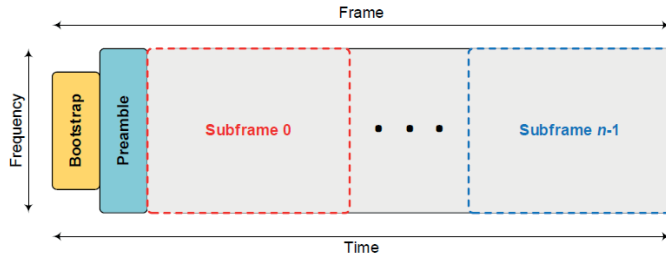 Frame
Frequency
Bootstrap
Preamble
Subframe 0
• • •
Subframe n-1
Time